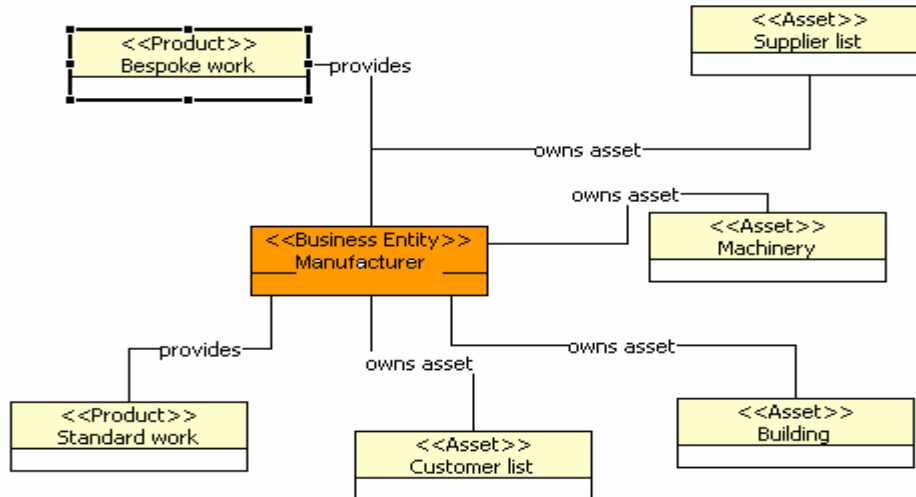 <<Product>>
Bespoke work
provides
<<Asset>>
Supplier list
owns asset
owns asset
<<Asset>>
Machinery
<<Business Entity>>
Manufacturer
provides
owns asset
owns asset
<<Product>>
Standard work
<<Asset>>
Customer list
<<Asset>>
Building